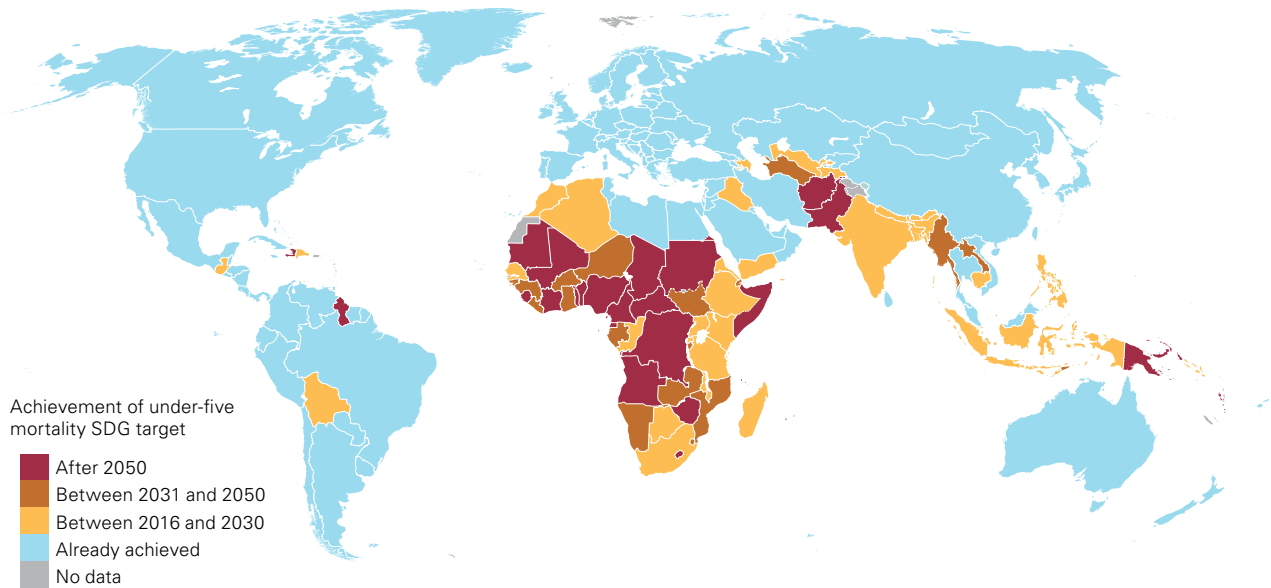 Achievement of under-five
mortality SDG target
After 2050
Between 2031 and 2050
Between 2016 and 2030
Already achieved
No data